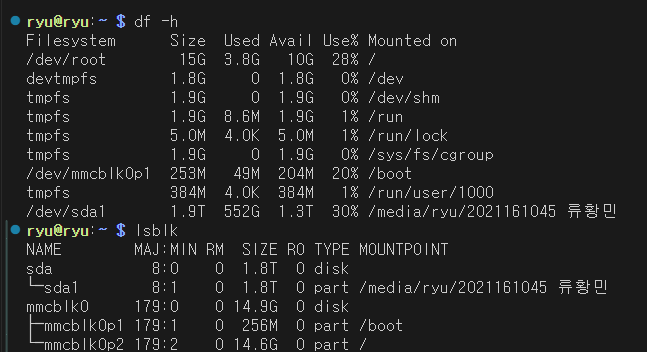 ryu@ryu:~ $ df -h
Filesystem      Size  Used Avail Use% Mounted on
/dev/root        15G  3.8G   10G  28% /
devtmpfs        1.8G     0  1.8G   0% /dev
tmpfs           1.9G     0  1.9G   0% /dev/shm
tmpfs           1.9G  8.6M  1.9G   1% /run
tmpfs           5.0M  4.0K  5.0M   1% /run/lock
tmpfs           1.9G     0  1.9G   0% /sys/fs/cgroup
/dev/mmcblk0p1  253M   49M  204M  20% /boot
tmpfs           384M  4.0K  384M   1% /run/user/1000
/dev/sda1       1.9T  552G  1.3T  30% /media/ryu/2021161045 류황민
ryu@ryu:~ $ lsblk
NAME        MAJ:MIN RM  SIZE RO TYPE MOUNTPOINT
sda           8:0    0  1.8T  0 disk
└─sda1        8:1    0  1.8T  0 part /media/ryu/2021161045 류황민
mmcblk0     179:0    0 14.9G  0 disk
├─mmcblk0p1 179:1    0  256M  0 part /boot
└─mmcblk0p2 179:2    0 14.6G  0 part /